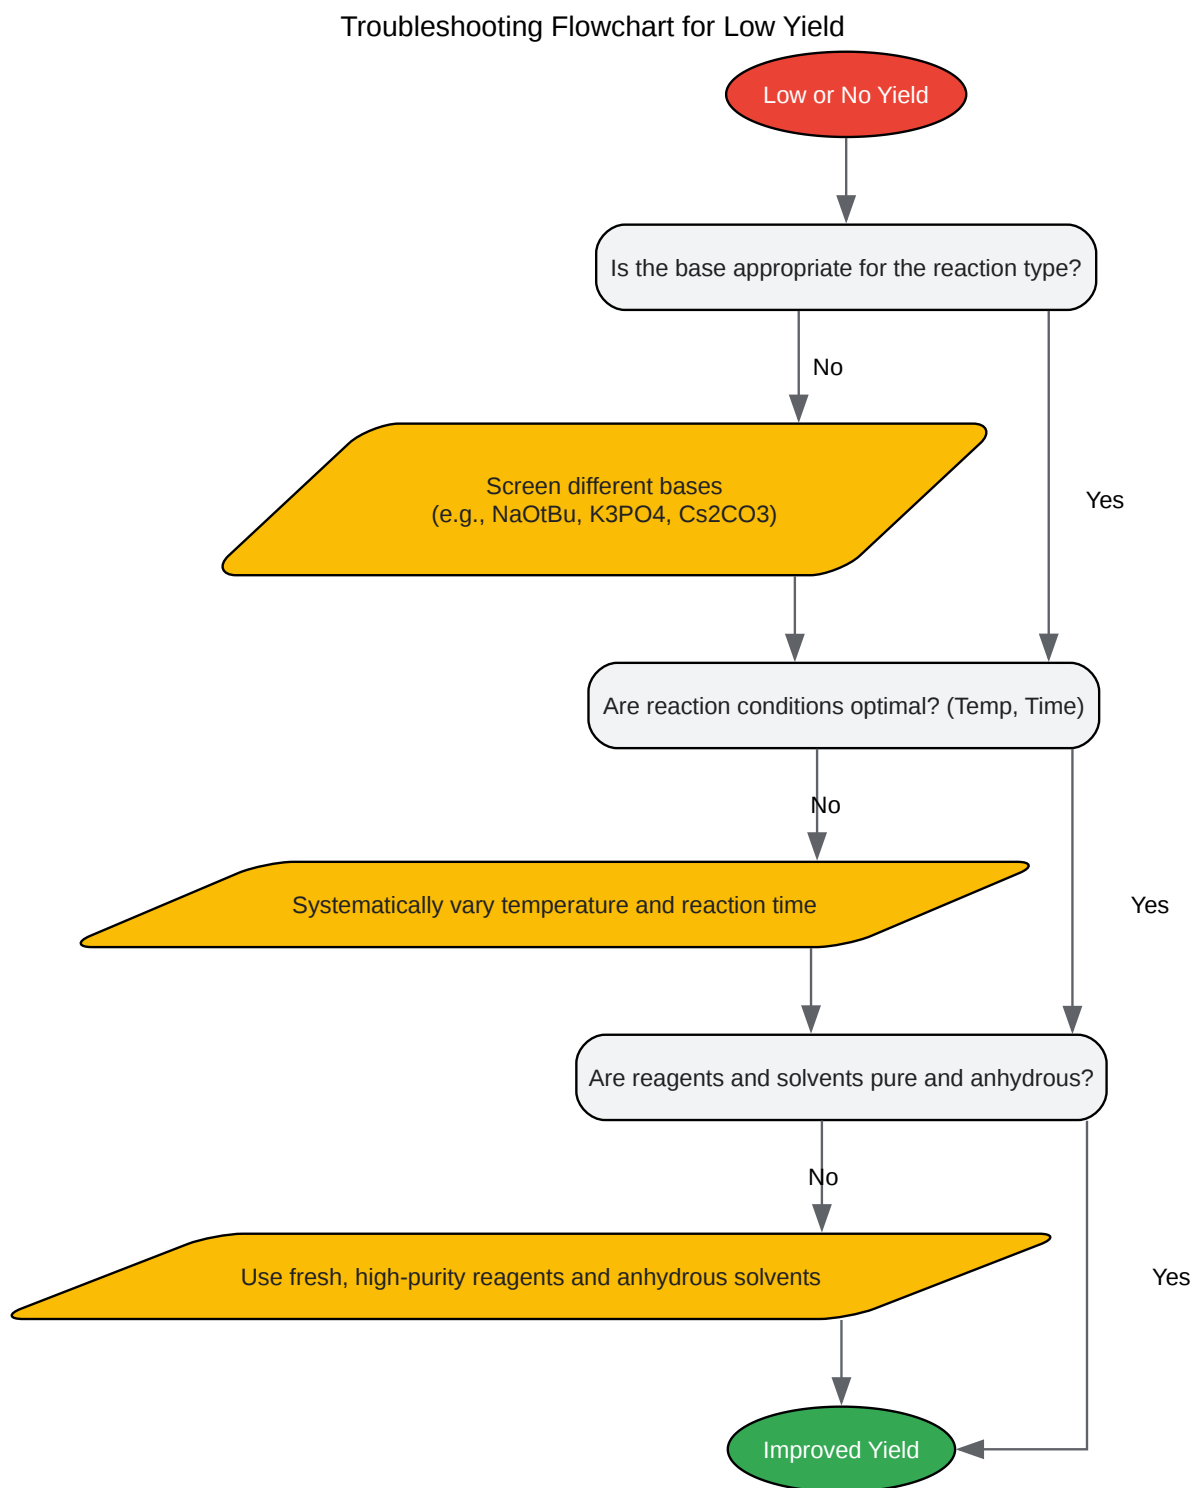 Troubleshooting Flowchart for Low Yield
Low or No Yield
Is the base appropriate for the reaction type?
No
Screen different bases
(e.g., NaOtBu, K3PO4, Cs2CO3)
Yes
Are reaction conditions optimal? (Temp, Time)
No
Systematically vary temperature and reaction time
Yes
Are reagents and solvents pure and anhydrous?
No
Use fresh, high-purity reagents and anhydrous solvents
Yes
Improved Yield